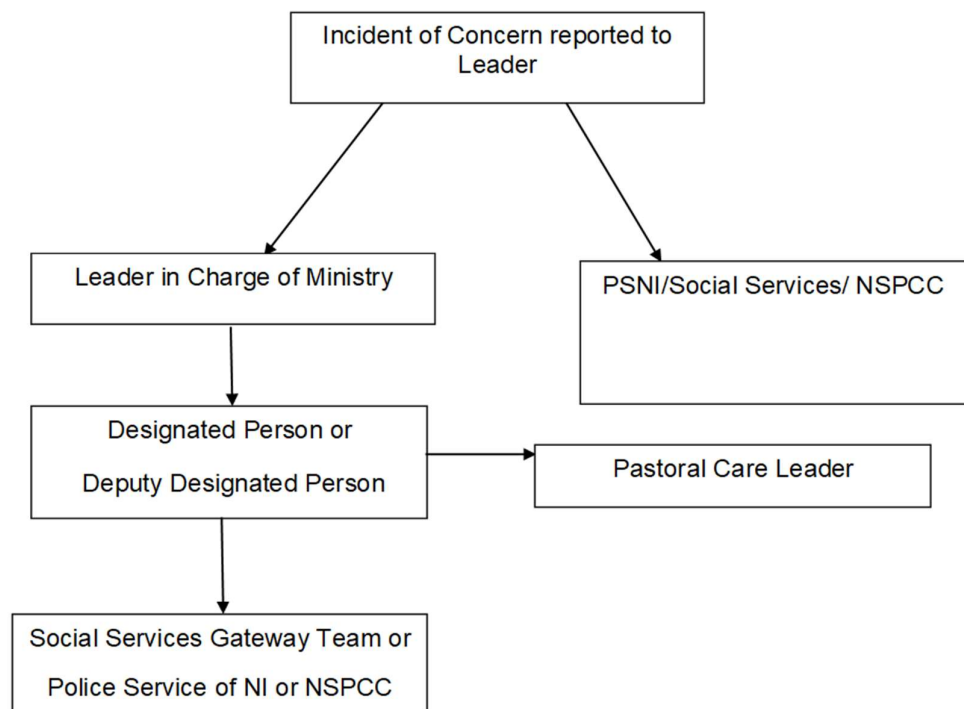 Incident of Concern reported to
Leader
Leader in Charge of Ministry
PSNI/Social Services/ NSPCC
Designated Person or
Deputy Designated Person
Pastoral Care Leader
Social Services Gateway Team or
Police Service of NI or NSPCC